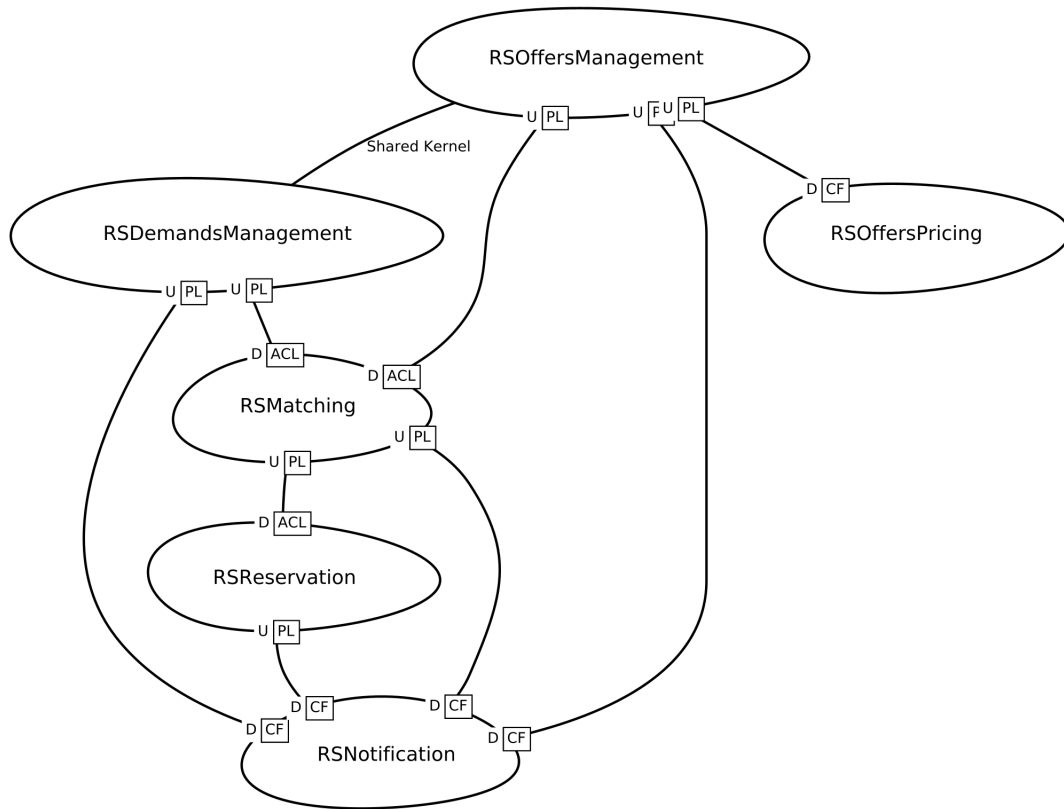 RSOffersManagement
U PL
U
U PL
Shared Kernel
D CF
RSDemandsManagement
RSOffersPricing
U PL
U PL
D ACL
D ACL
RSMatching
U PL
U PL
D ACL
RSReservation
U PL
D CF
D CF
D CF
D CF
RSNotification